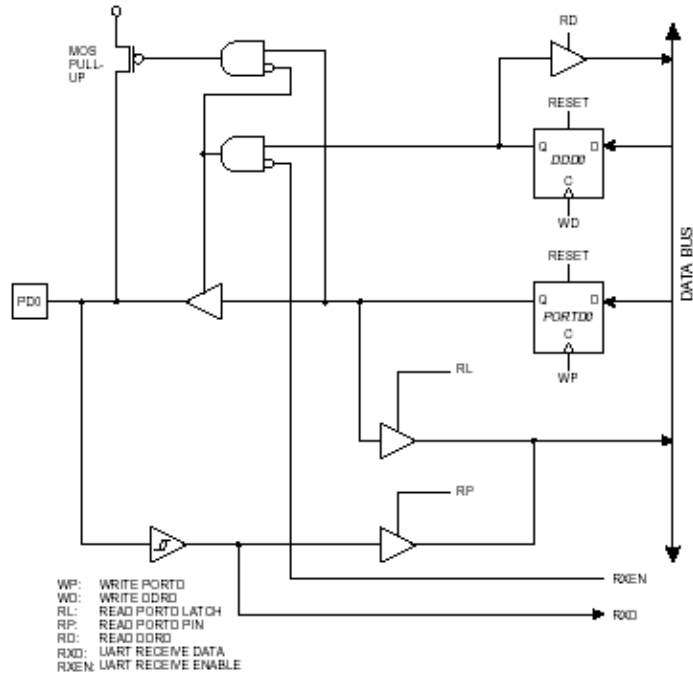 RD
MOS
PULL-
UP
RESET
Q D
DDD0
C
WD
DATA BUS
RESET
PD0
Q D
PORTD0
C
WP
RL
RP
RXEN
RXD
WP: WRITE PORTD
WD: WRITE DDRD
RL: READ PORTD LATCH
RP: READ PORTD PIN
RD: READ DDRD
RXD: UART RECEIVE DATA
RXEN: UART RECEIVE ENABLE